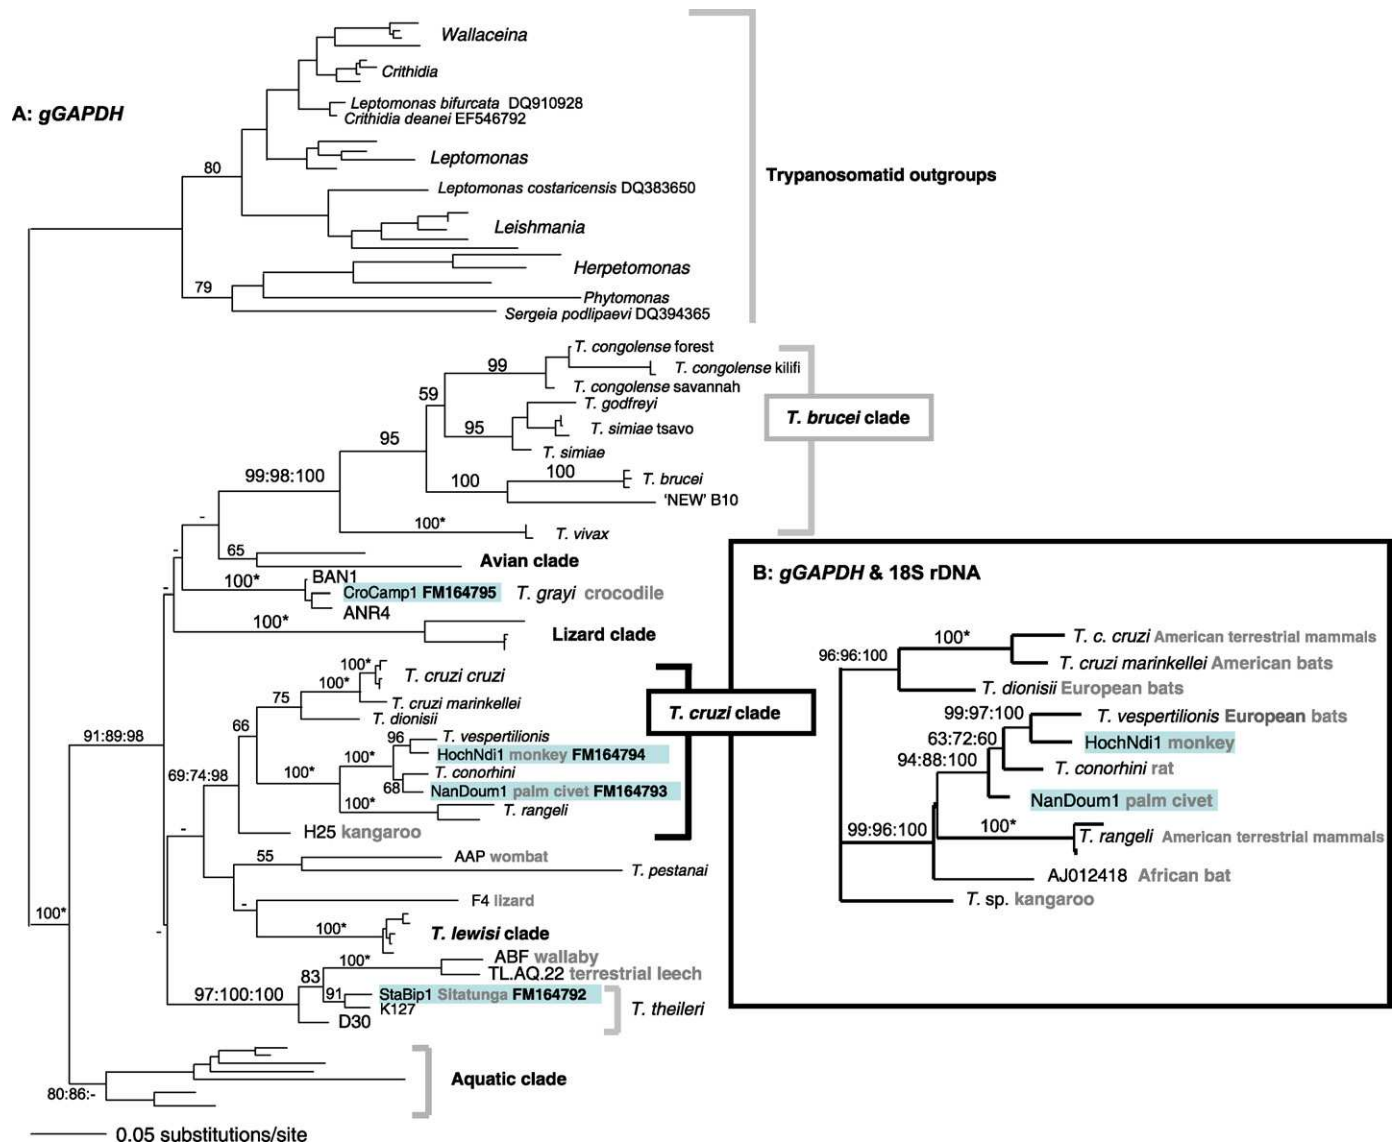 A: gGAPDH
Wallaceina
Crithidia
Leptomonas bifurcata DQ910928
Crithidia deanei EF546792
Leptomonas
80
Leptomonas costaricensis DQ383650
Leishmania
Herpetomonas
79
Phytomonas
Sergeia podlipaevi DQ394365
Trypanosomatid outgroups
T. congolense forest
99
T. congolense kilifi
T. congolense savannah
59
T. godfreyi
95
T. simiae tsavo
95
T. simiae
T. brucei clade
99:98:100
100
100
T. brucei
'NEW' B10
-
100*
T. vivax
-
65
Avian clade
100*
BAN1
CroCamp1 FM164795
T. grayi crocodile
ANR4
-
100*
Lizard clade
100*
T. cruzi cruzi
100*
75
T. cruzi marinkellei
T. dionisii
T. cruzi clade
66
91:89:98
96
T. vespertilionis
HochNdi1 monkey FM164794
69:74:98
100*
T. conorhini
68
NanDoum1 palm civet FM164793
100*
T. rangeli
-
H25 kangaroo
55
AAP wombat
T. pestanai
-
F4 lizard
-
100*
T. lewisi clade
100*
-
100*
ABF wallaby
83
TL.AQ.22 terrestrial leech
97:100:100
91
StaBip1 Sitatunga FM164792
K127
T. theileri
D30
80:86:-
Aquatic clade
0.05 substitutions/site
B: gGAPDH & 18S rDNA
100*
T. c. cruzi American terrestrial mammals
96:96:100
T. cruzi marinkellei American bats
T. dionisii European bats
99:97:100
T. vespertilionis European bats
63:72:60
HochNdi1 monkey
94:88:100
T. conorhini rat
NanDoum1 palm civet
99:96:100
100*
T. rangeli American terrestrial mammals
AJ012418 African bat
T. sp. kangaroo